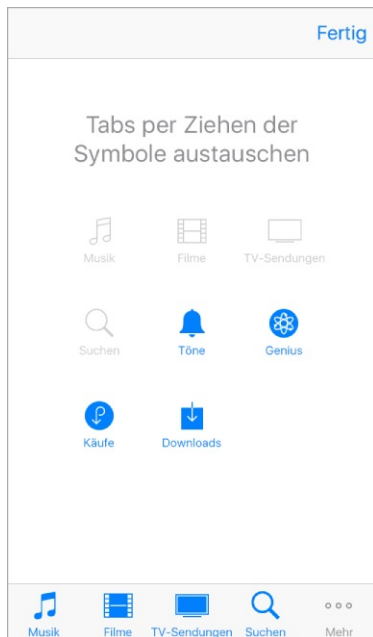 Fertig
Tabs per Ziehen der
Symbole austauschen
Musik Filme TV-Sendungen
Suchen Töne Genius
Käufe Downloads
Musik Filme TV-Sendungen Suchen Mehr